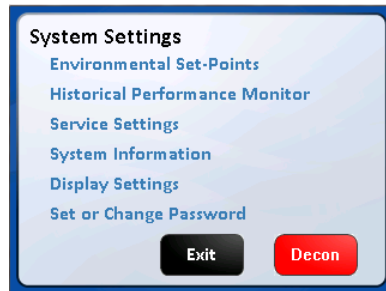 System Settings
Environmental Set-Points
Historical Performance Monitor
Service Settings
System Information
Display Settings
Set or Change Password
Exit Decon